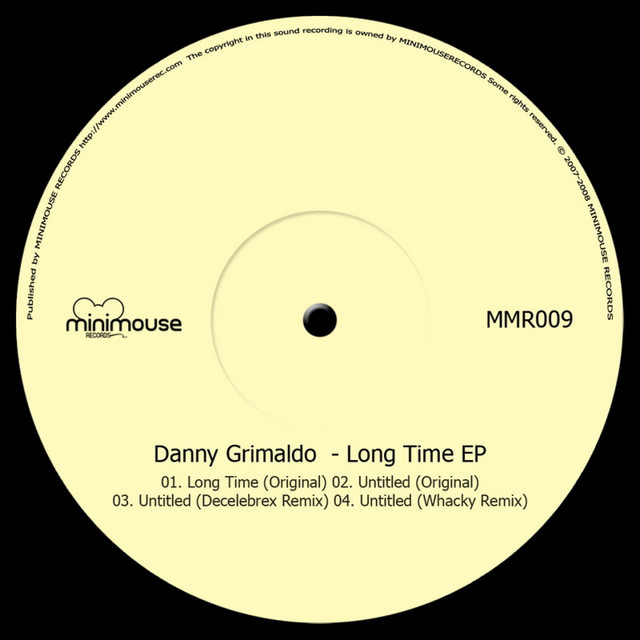 Published by MINIMOUSE RECORDS http://www.minimouserec.com The copyright in this sound recording is owned by MINIMOUSERECORDS Some rights reserved. © 2007-2008 MINIMOUSE RECORDS
minimouse
RECORDS
MMR009
Danny Grimaldo - Long Time EP
01. Long Time (Original) 02. Untitled (Original)
03. Untitled (Decelebrex Remix) 04. Untitled (Whacky Remix)